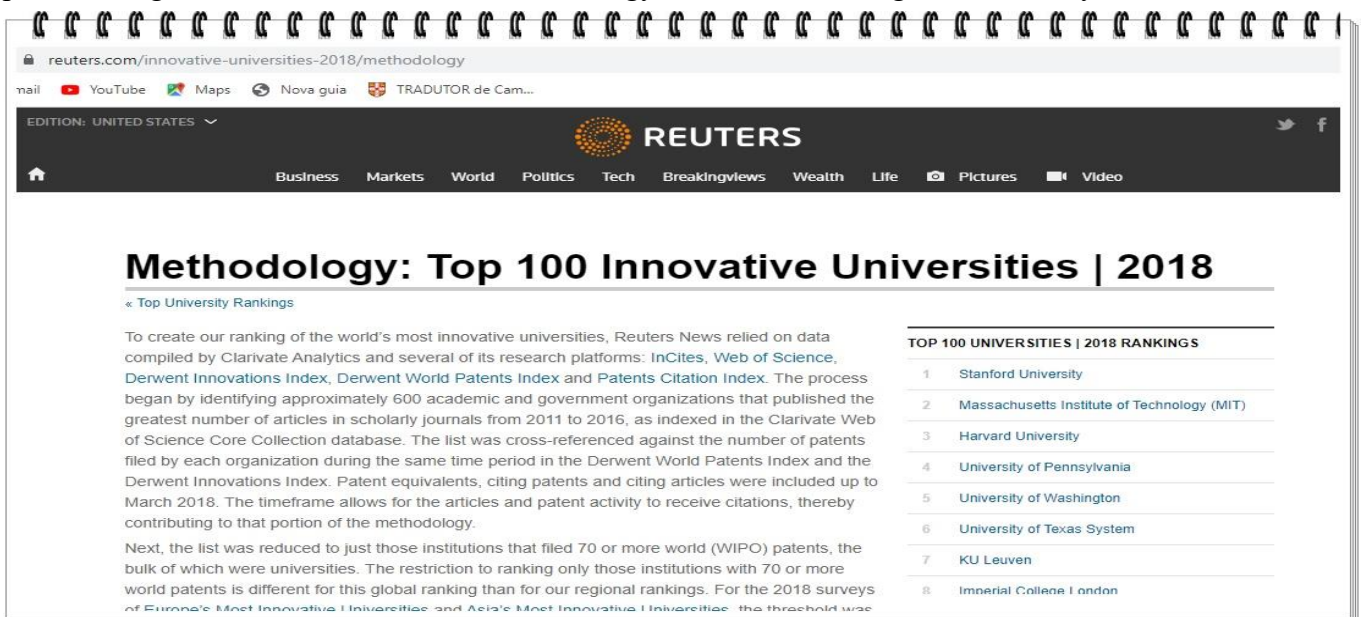 reuters.com/innovative-universities-2018/methodology
mail YouTube Maps Nova guia TRADUTOR de Cam...
EDITION: UNITED STATES
REUTERS
Business Markets World Politics Tech Breakingviews Wealth Life Pictures Video
Methodology: Top 100 Innovative Universities | 2018
« Top University Rankings
To create our ranking of the world's most innovative universities, Reuters News relied on data
compiled by Clarivate Analytics and several of its research platforms: InCites, Web of Science,
Derwent Innovations Index, Derwent World Patents Index and Patents Citation Index. The process
began by identifying approximately 600 academic and government organizations that published the
greatest number of articles in scholarly journals from 2011 to 2016, as indexed in the Clarivate Web
of Science Core Collection database. The list was cross-referenced against the number of patents
filed by each organization during the same time period in the Derwent World Patents Index and the
Derwent Innovations Index. Patent equivalents, citing patents and citing articles were included up to
March 2018. The timeframe allows for the articles and patent activity to receive citations, thereby
contributing to that portion of the methodology.
Next, the list was reduced to just those institutions that filed 70 or more world (WIPO) patents, the
bulk of which were universities. The restriction to ranking only those institutions with 70 or more
world patents is different for this global ranking than for our regional rankings. For the 2018 surveys
of Europe's Most Innovative Universities and Asia's Most Innovative Universities, the threshold was
TOP 100 UNIVERSITIES | 2018 RANKINGS
1 Stanford University
2 Massachusetts Institute of Technology (MIT)
3 Harvard University
4 University of Pennsylvania
5 University of Washington
6 University of Texas System
7 KU Leuven
8 Imperial College London